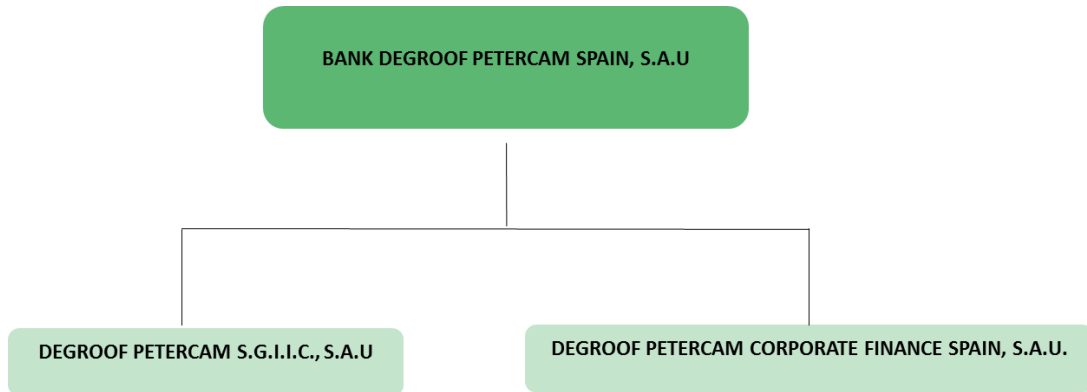 BANK DEGROOF PETERCAM SPAIN, S.A.U
DEGROOF PETERCAM S.G.I.I.C., S.A.U
DEGROOF PETERCAM CORPORATE FINANCE SPAIN, S.A.U.